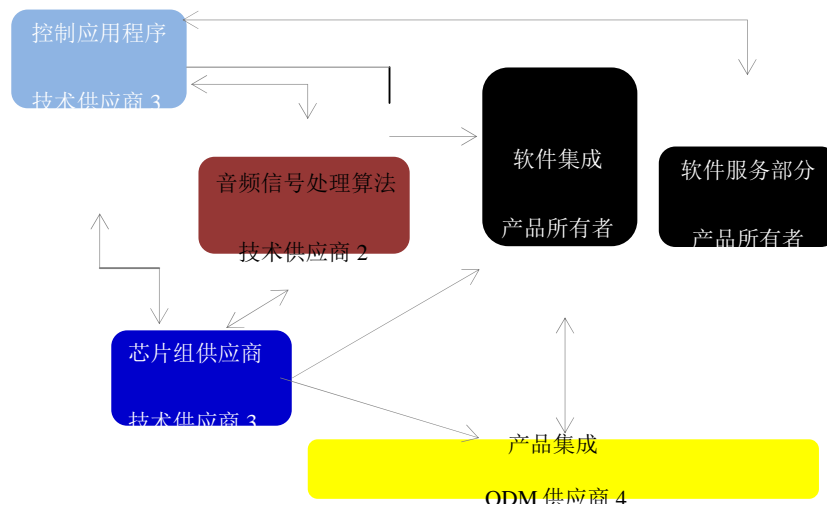 控制应用程序
技术供应商 3
音频信号处理算法
技术供应商 2
软件集成
产品所有者
软件服务部分
产品所有者
芯片组供应商
技术供应商 3
产品集成
ODM 供应商 4